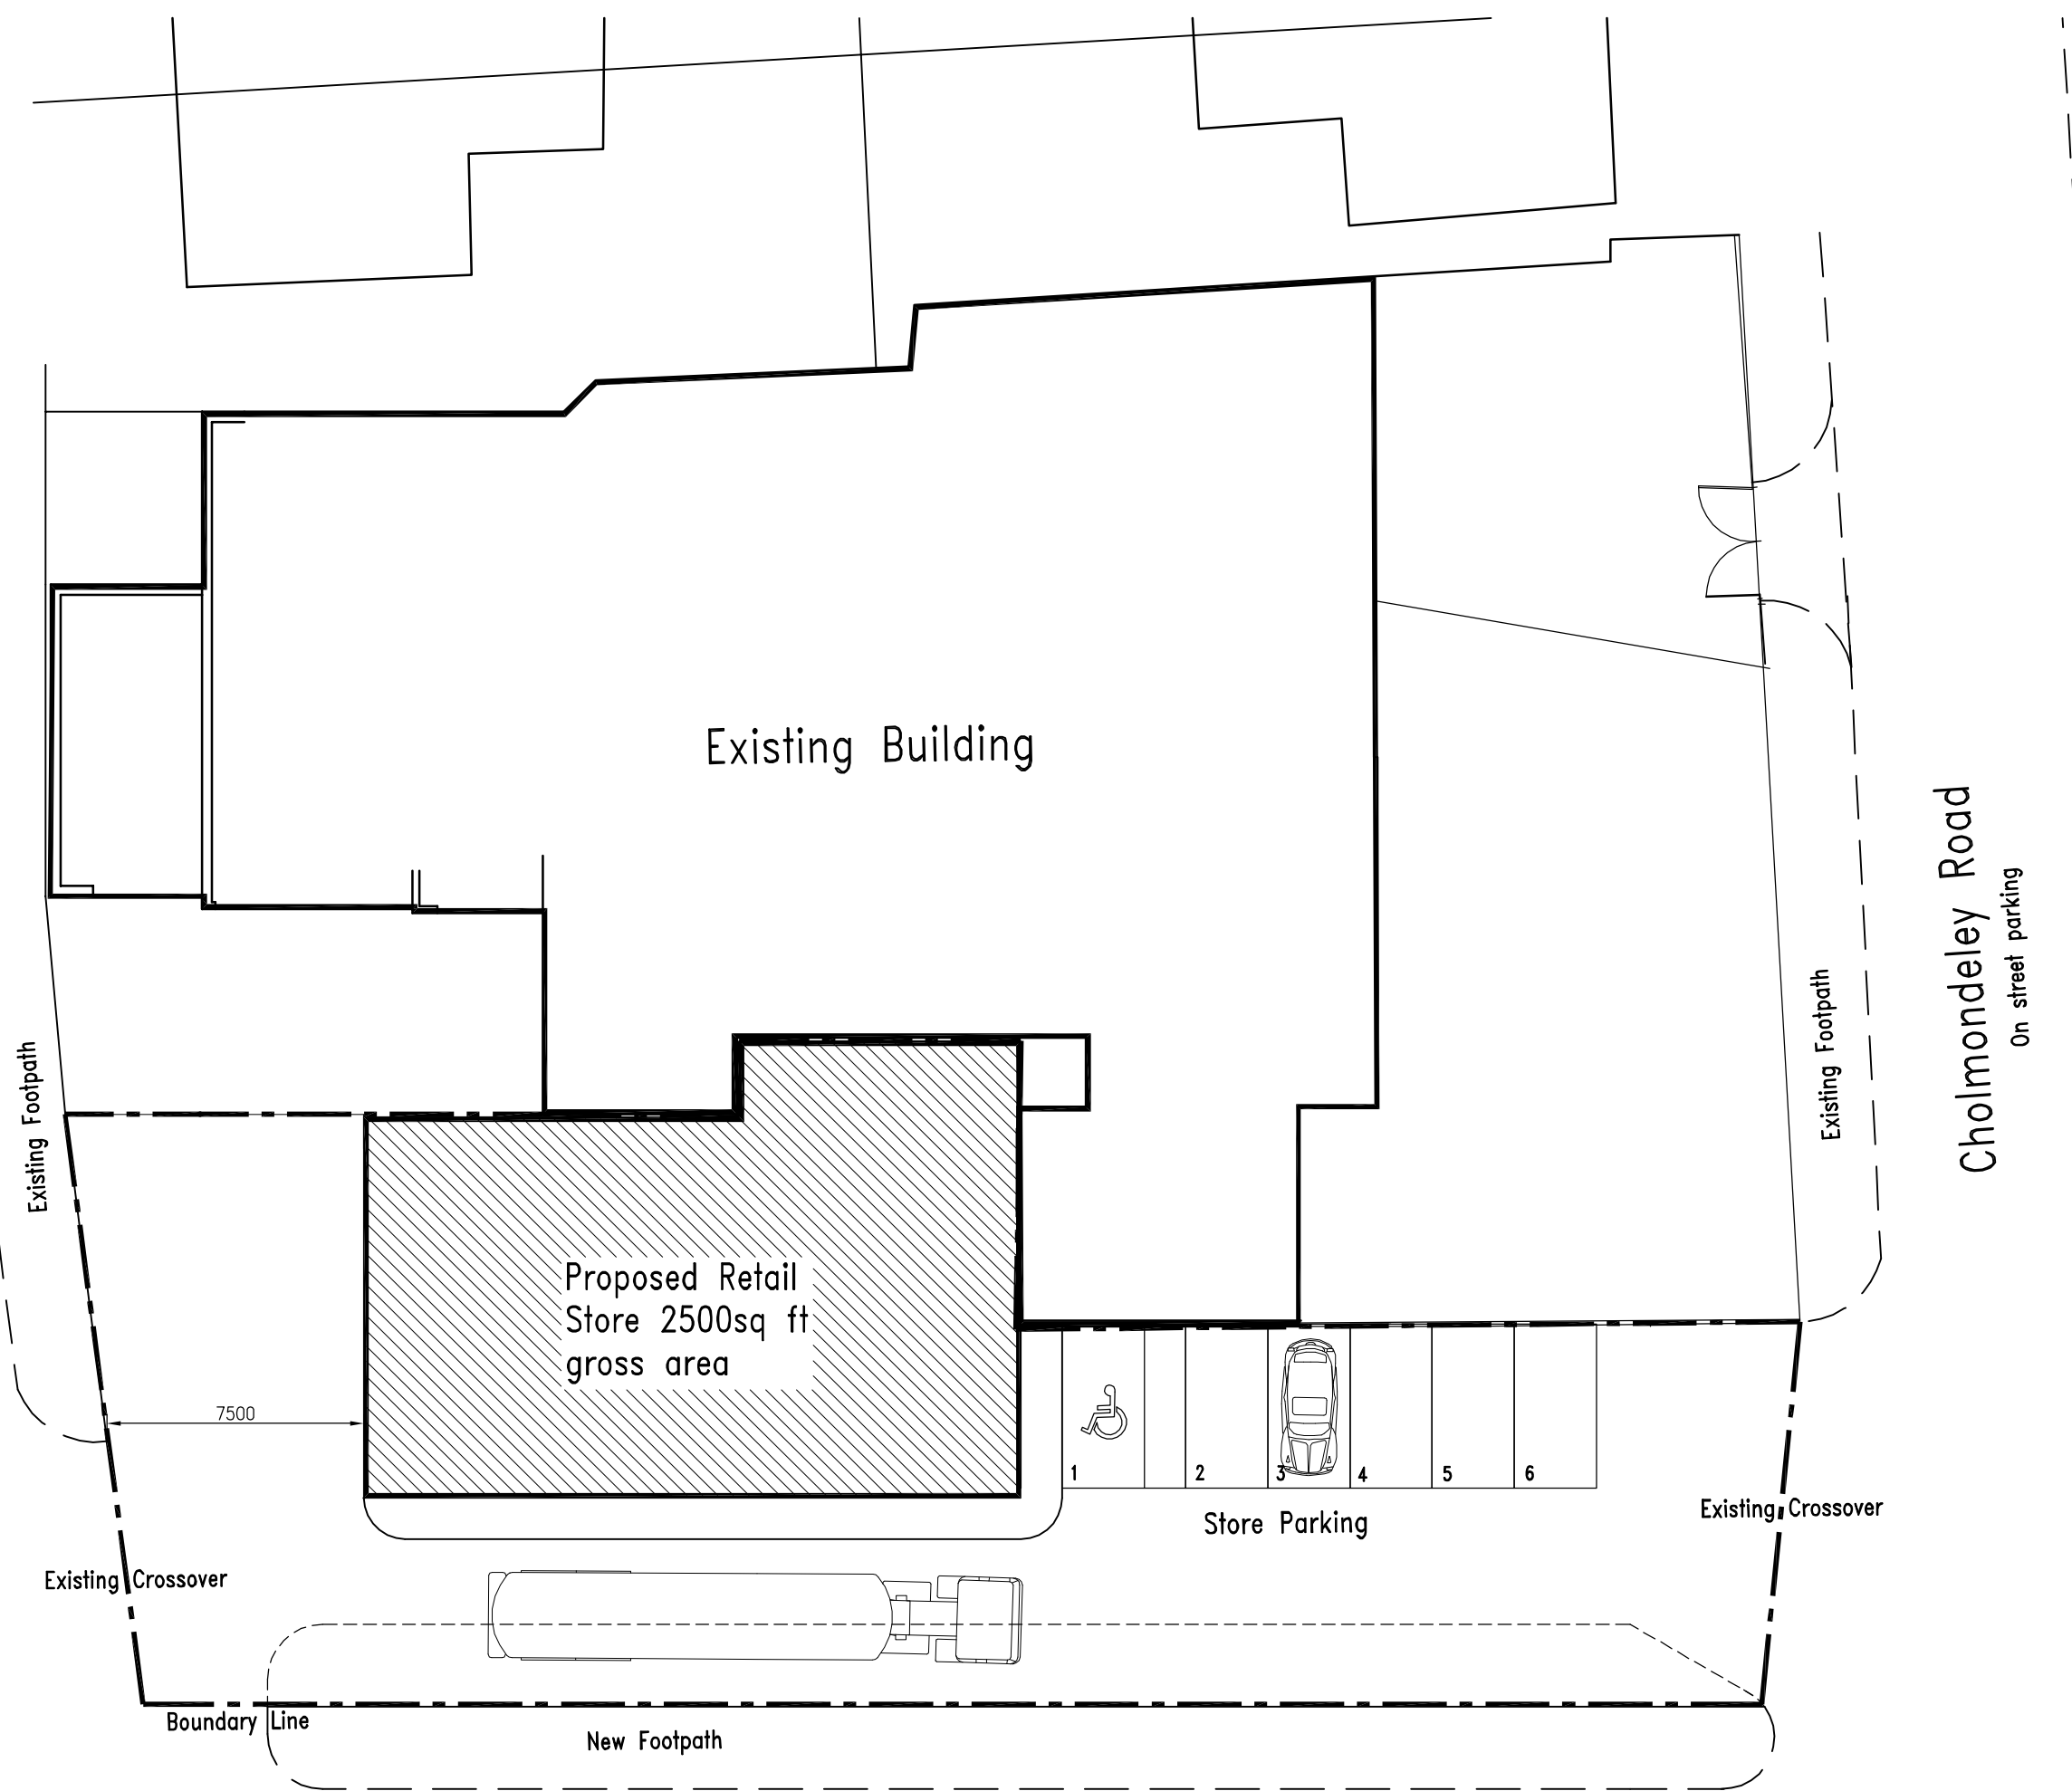 Existing Building
Cholmondeley Road
On street parking
Existing Footpath
Existing Footpath
Proposed Retail
Store 2500sq ft
gross area
7500
1
2
3
4
5
6
Store Parking
Existing Crossover
Existing Crossover
Boundary Line
New Footpath